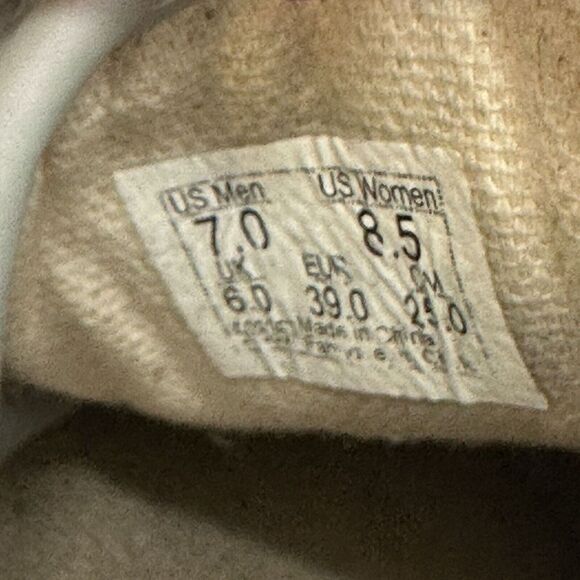 US Men US Women
7.0 8.5
UK EUR CM
6.0 39.0 25.0
Made in China